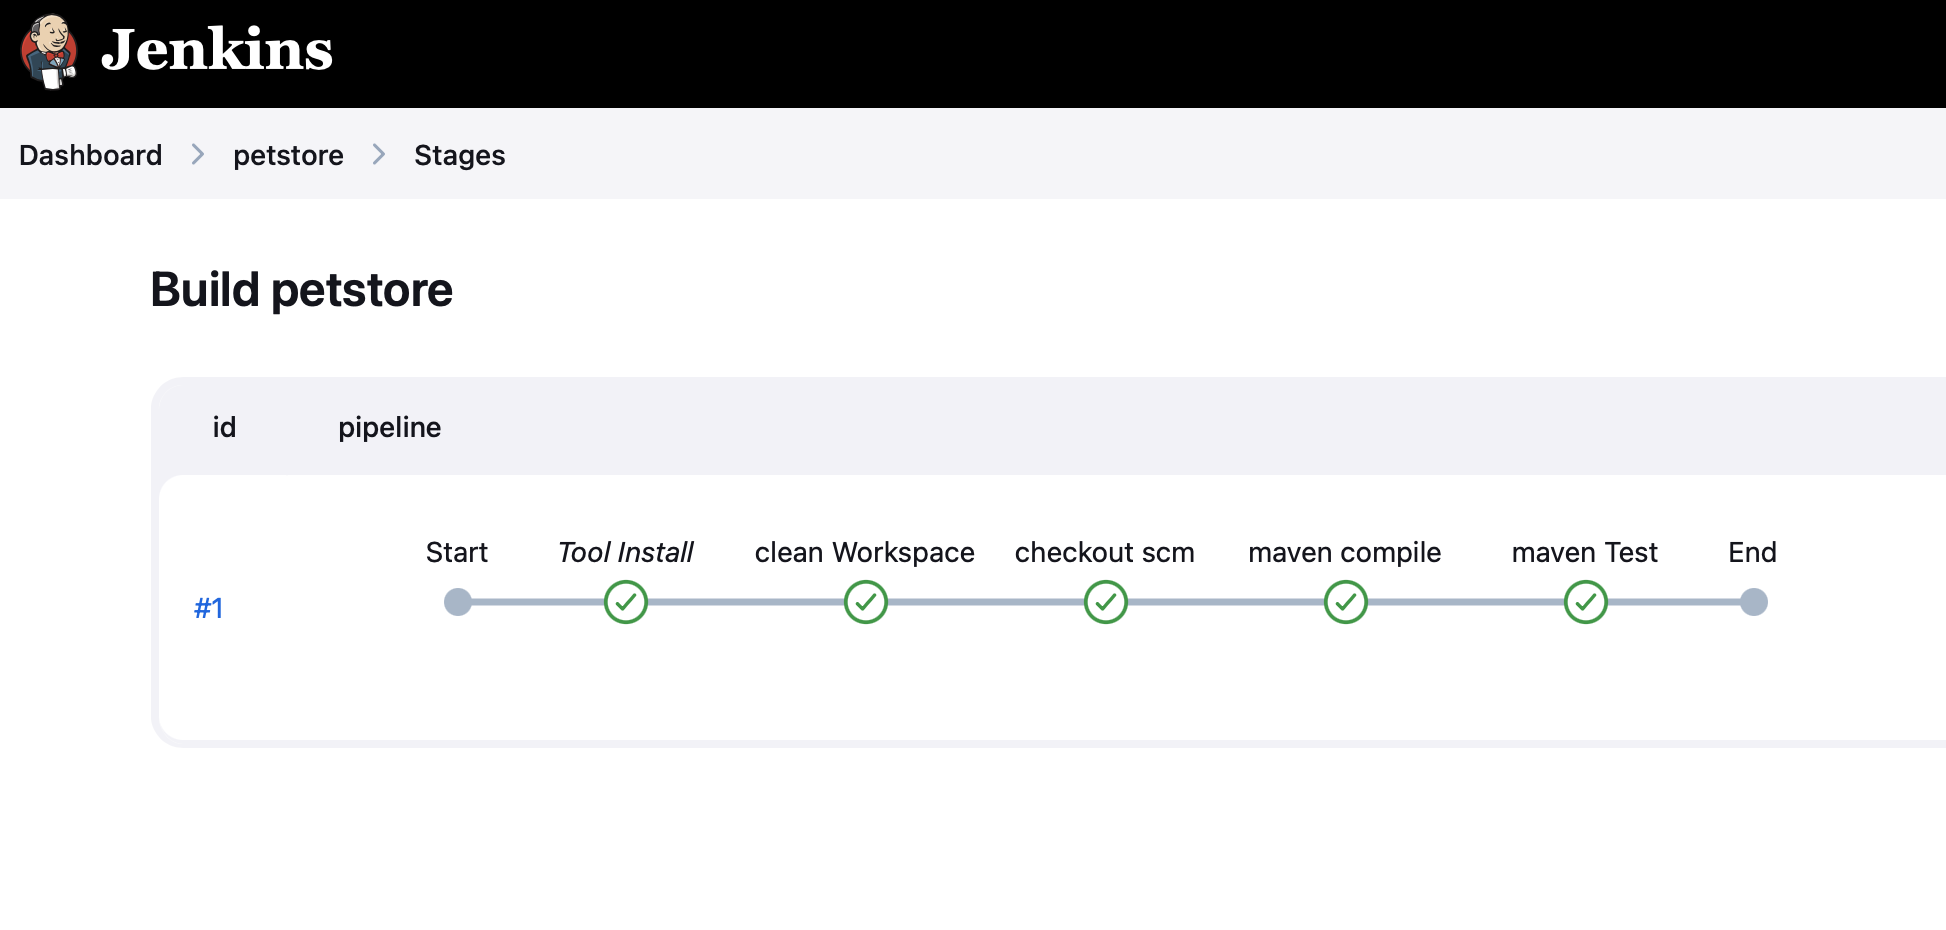 Jenkins
Dashboard > petstore > Stages
Build petstore
id pipeline
Start Tool Install clean Workspace checkout scm maven compile maven Test End
#1